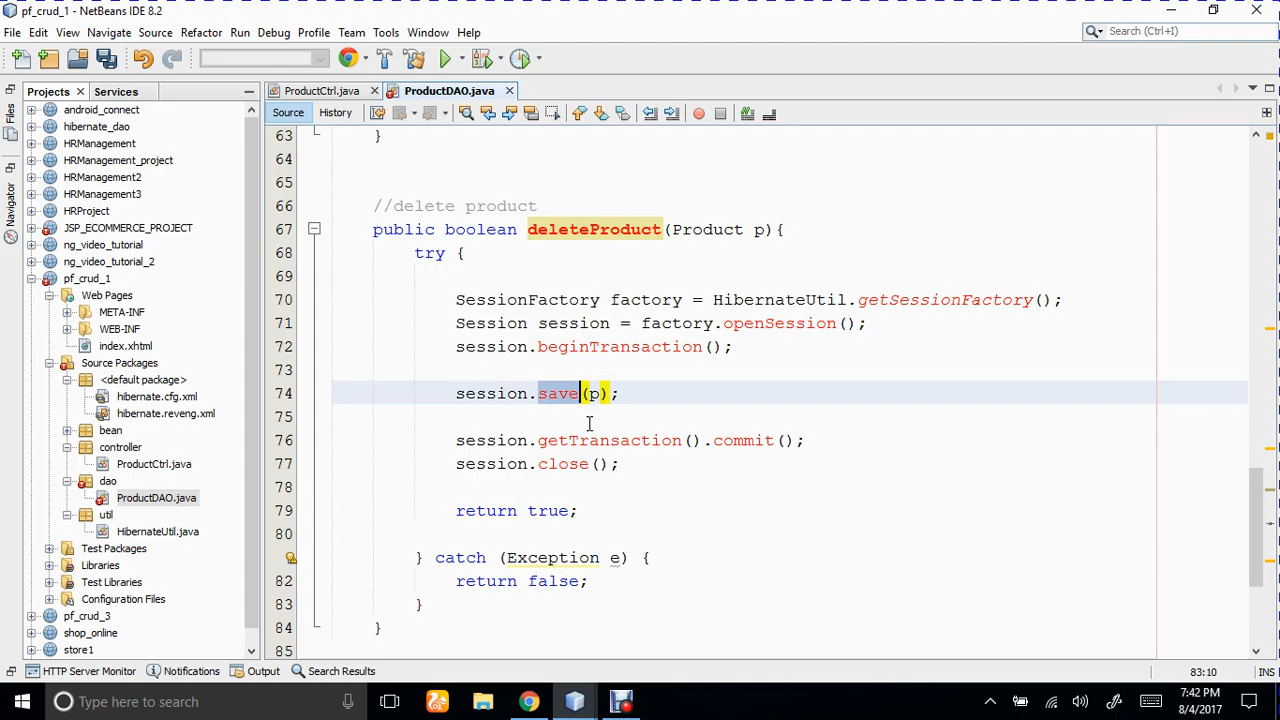 pf_crud_1 - NetBeans IDE 8.2
File Edit View Navigate Source Refactor Run Debug Profile Team Tools Window Help
Search (Ctrl+I)
Projects Services
ProductCtrl.java ProductDAO.java
Source History
Files
Navigator
android_connect
hibernate_dao
HRManagement
HRManagement_project
HRManagement2
HRManagement3
HRProject
JSP_ECOMMERCE_PROJECT
ng_video_tutorial
ng_video_tutorial_2
pf_crud_1
Web Pages
META-INF
WEB-INF
index.xhtml
Source Packages
<default package>
hibernate.cfg.xml
hibernate.reveng.xml
bean
controller
ProductCtrl.java
dao
ProductDAO.java
util
HibernateUtil.java
Test Packages
Libraries
Test Libraries
Configuration Files
pf_crud_3
shop_online
store1
63 }
64
65
66 //delete product
67 public boolean deleteProduct(Product p){
68 try {
69
70 SessionFactory factory = HibernateUtil.getSessionFactory();
71 Session session = factory.openSession();
72 session.beginTransaction();
73
74 session.save(p);
75
76 session.getTransaction().commit();
77 session.close();
78
79 return true;
80
} catch (Exception e) {
82 return false;
83 }
84 }
85
HTTP Server Monitor Notifications Output Search Results
83:10 INS
Type here to search
7:42 PM
8/4/2017